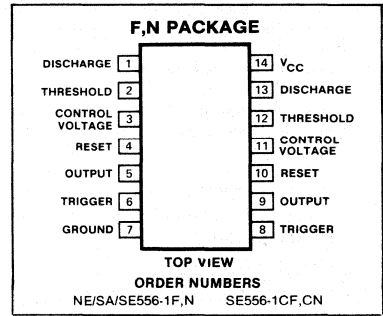 F,N PACKAGE
DISCHARGE 1
14 VCC
THRESHOLD 2
13 DISCHARGE
CONTROL
VOLTAGE 3
12 THRESHOLD
RESET 4
11 CONTROL
VOLTAGE
OUTPUT 5
10 RESET
TRIGGER 6
9 OUTPUT
GROUND 7
8 TRIGGER
TOP VIEW
ORDER NUMBERS
NE/SA/SE556-1F,N SE556-1CF,CN